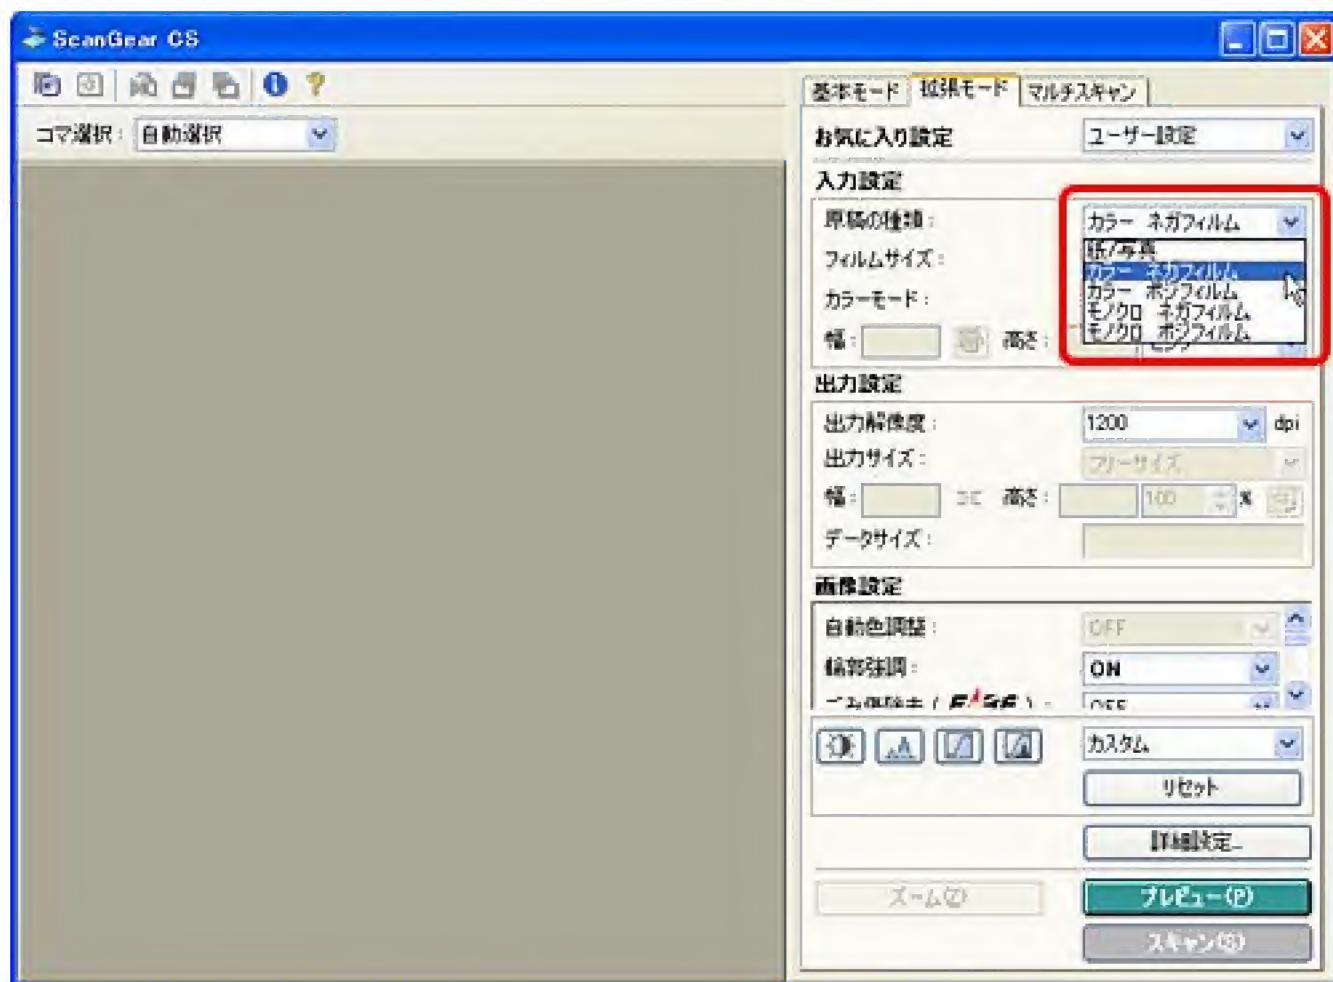 ScanGear CS
基本モード 拡張モード マルチスキャン
コマ選択： 自動選択
お気に入り設定 ユーザー設定
入力設定
原稿の種類： カラー ネガフィルム
紙/写真
カラー ネガフィルム
カラー ポジフィルム
モノクロ ネガフィルム
モノクロ ポジフィルム
フィルムサイズ：
カラーモード：
幅： 高さ：
出力設定
出力解像度： 1200 dpi
出力サイズ： フリーサイズ
幅： 高さ： 100 %
データサイズ：
画像設定
自動色調整： OFF
輪郭強調： ON
OFF
カスタム
リセット
詳細設定...
ズーム(Z) プレビュー(P)
スキャン(S)